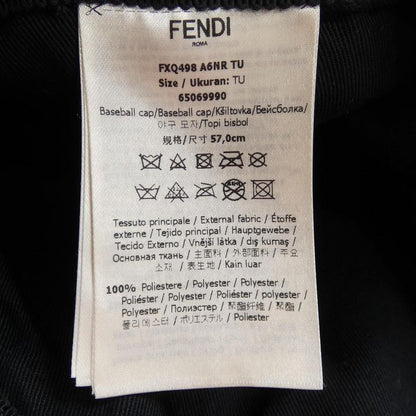 FENDI
ROMA
FXQ498 A6NR TU
Size / Ukuran: TU
65069990
Baseball cap/Baseball cap/Kšiltovka/Бейсболка/
야구 모자/Topi bisbol
规格/尺寸 57,0cm
Tessuto principale / External fabric / Étoffe
externe / Tejido principal / Hauptgewebe /
Tecido Externo / Vnější látka / dış kumaş /
Основная ткань / 主面料 / 外部面料 / 주요
소재 / 表生地 / Kain luar
100% Poliestere / Polyester / Polyester /
Poliéster / Polyester / Poliéster /
Polyester / Полиэстер / 聚酯纤维 / 聚酯 /
폴리에스터 / ポリエステル / Polyester